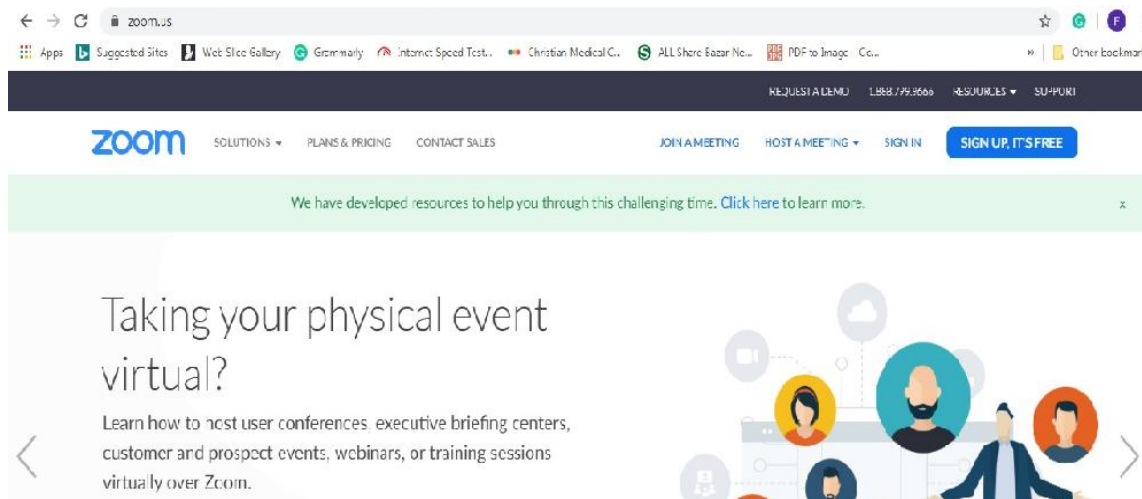 zoom.us
Apps Suggested Sites Web Slice Gallery Grammarly Internet Speed Test... Christian Medical C... ALL Share Bazar Ne... PDF to Image - Co... » Other bookmar
REQUEST A DEMO 1.888.799.9666 RESOURCES SUPPORT
zoom SOLUTIONS PLANS & PRICING CONTACT SALES JOIN A MEETING HOST A MEETING SIGN IN SIGN UP, IT'S FREE
We have developed resources to help you through this challenging time. Click here to learn more. x
Taking your physical event
virtual?
Learn how to host user conferences, executive briefing centers,
customer and prospect events, webinars, or training sessions
virtually over Zoom.